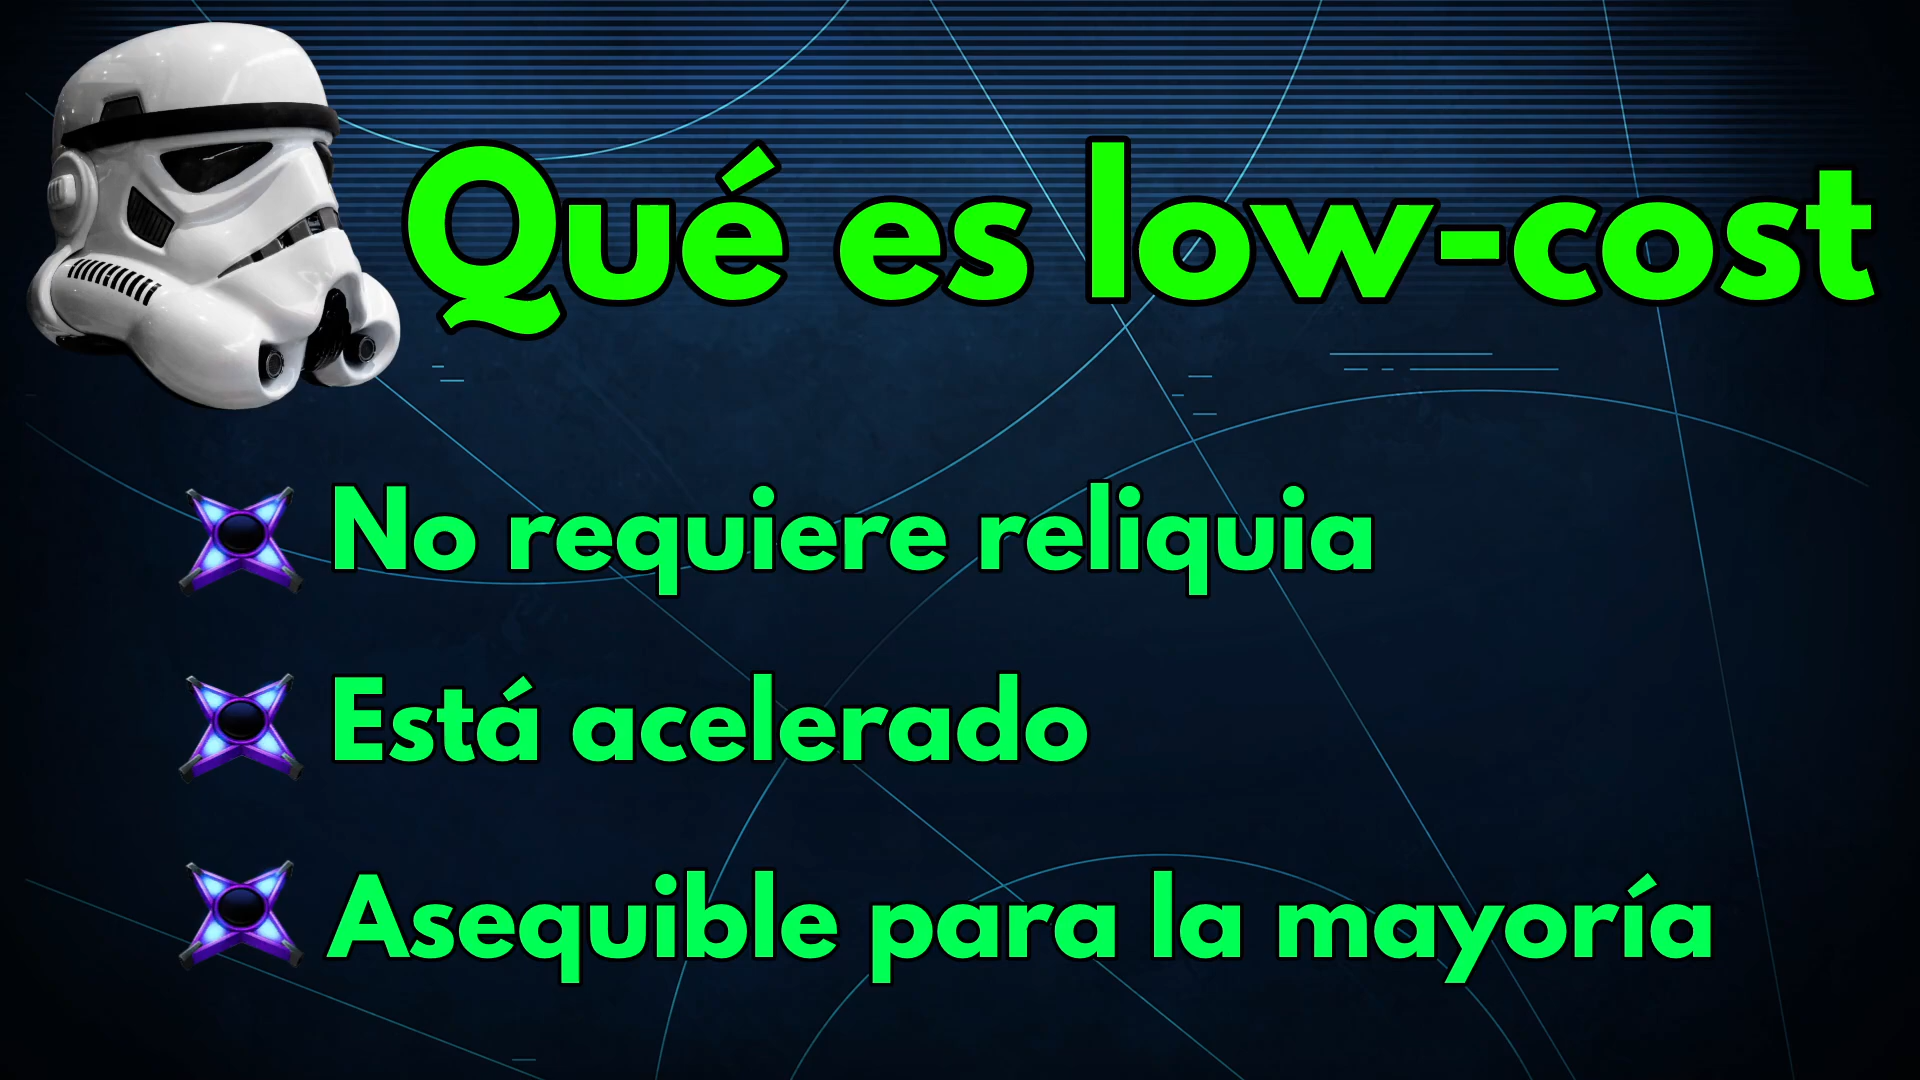 Qué es low-cost
No requiere reliquia
Está acelerado
Asequible para la mayoría